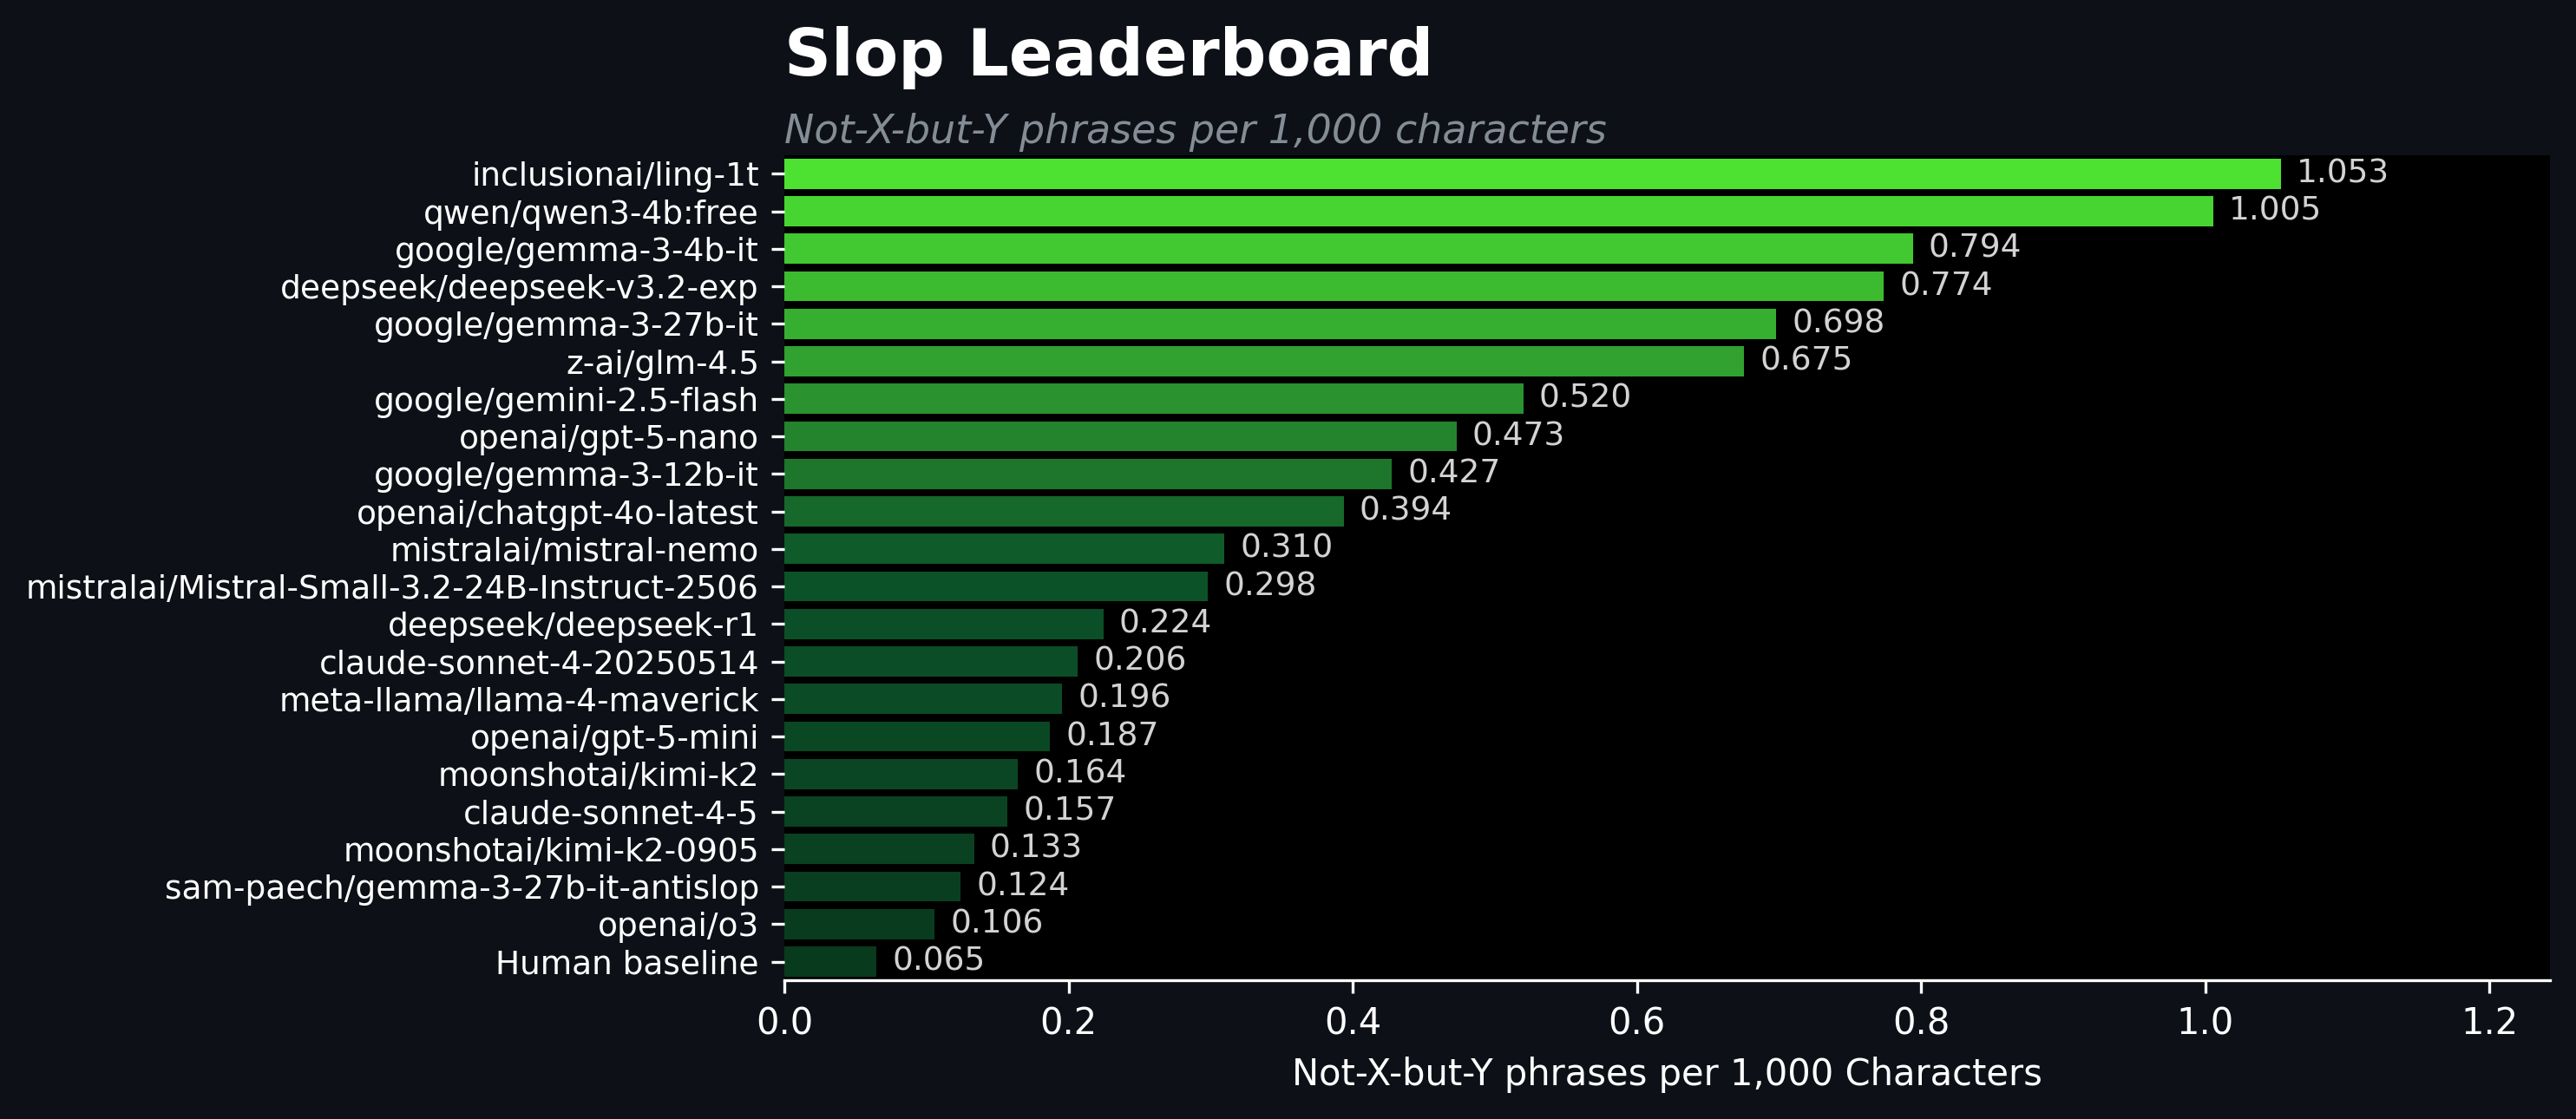 Slop Leaderboard
Not-X-but-Y phrases per 1,000 characters
inclusionai/ling-1t 1.053
qwen/qwen3-4b:free 1.005
google/gemma-3-4b-it 0.794
deepseek/deepseek-v3.2-exp 0.774
google/gemma-3-27b-it 0.698
z-ai/glm-4.5 0.675
google/gemini-2.5-flash 0.520
openai/gpt-5-nano 0.473
google/gemma-3-12b-it 0.427
openai/chatgpt-4o-latest 0.394
mistralai/mistral-nemo 0.310
mistralai/Mistral-Small-3.2-24B-Instruct-2506 0.298
deepseek/deepseek-r1 0.224
claude-sonnet-4-20250514 0.206
meta-llama/llama-4-maverick 0.196
openai/gpt-5-mini 0.187
moonshotai/kimi-k2 0.164
claude-sonnet-4-5 0.157
moonshotai/kimi-k2-0905 0.133
sam-paech/gemma-3-27b-it-antislop 0.124
openai/o3 0.106
Human baseline 0.065
0.0 0.2 0.4 0.6 0.8 1.0 1.2
Not-X-but-Y phrases per 1,000 Characters